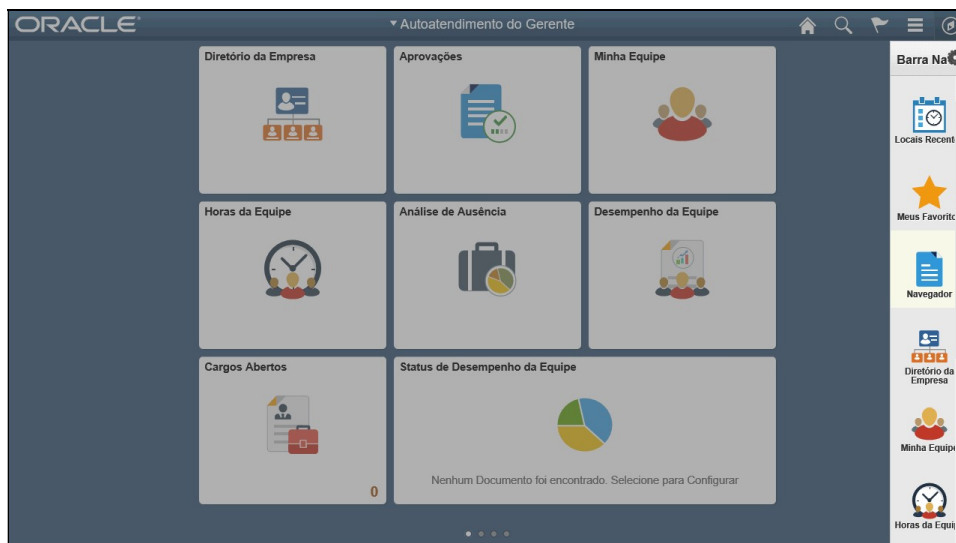 ORACLE
Autoatendimento do Gerente
Diretório da Empresa
Aprovações
Minha Equipe
Horas da Equipe
Análise de Ausência
Desempenho da Equipe
Cargos Abertos
0
Status de Desempenho da Equipe
Nenhum Documento foi encontrado. Selecione para Configurar
Barra Na
Locais Recent
Meus Favorito
Navegador
Diretório da
Empresa
Minha Equipe
Horas da Equip